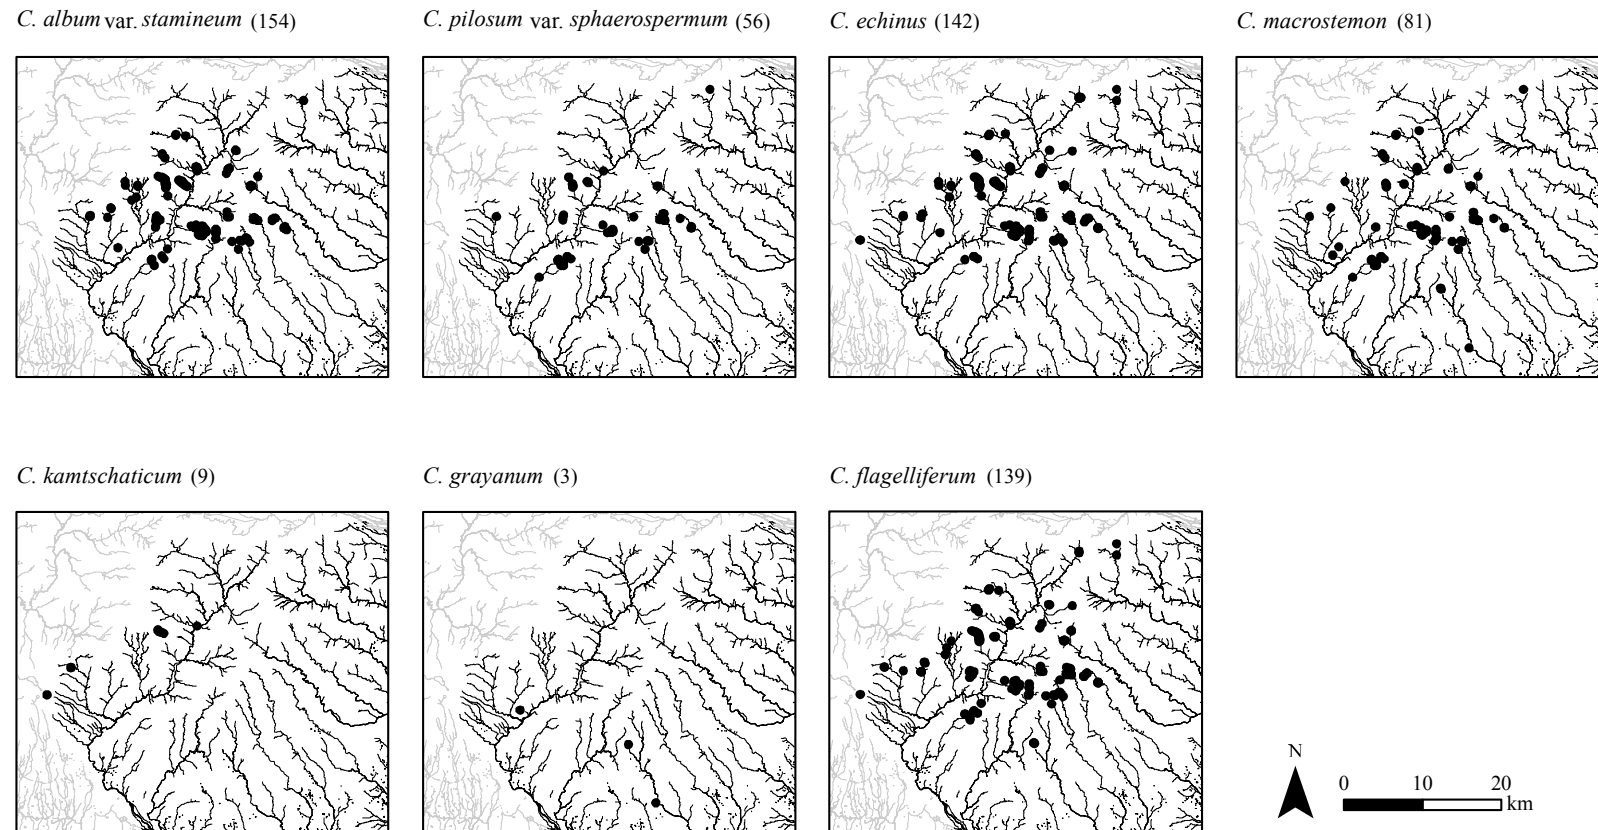 C. album var. stamineum (154)
C. pilosum var. sphaerospermum (56)
C. echinus (142)
C. macrostemon (81)
C. kamtschaticum (9)
C. grayanum (3)
C. flagelliferum (139)
N
0 10 20
km